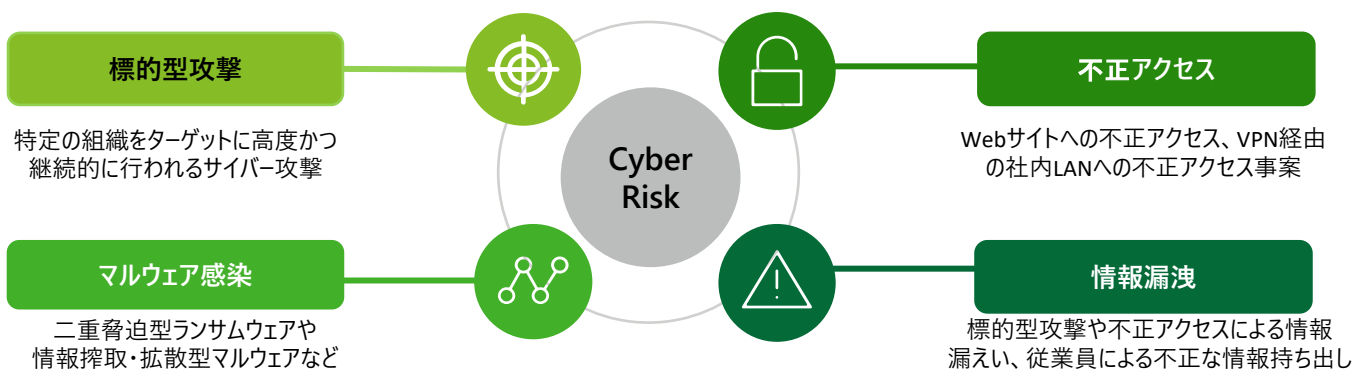 標的型攻撃
特定の組織をターゲットに高度かつ
継続的に行われるサイバー攻撃
マルウェア感染
二重脅迫型ランサムウェアや
情報搾取・拡散型マルウェアなど
Cyber
Risk
不正アクセス
Webサイトへの不正アクセス、VPN経由
の社内LANへの不正アクセス事案
情報漏洩
標的型攻撃や不正アクセスによる情報
漏えい、従業員による不正な情報持ち出し